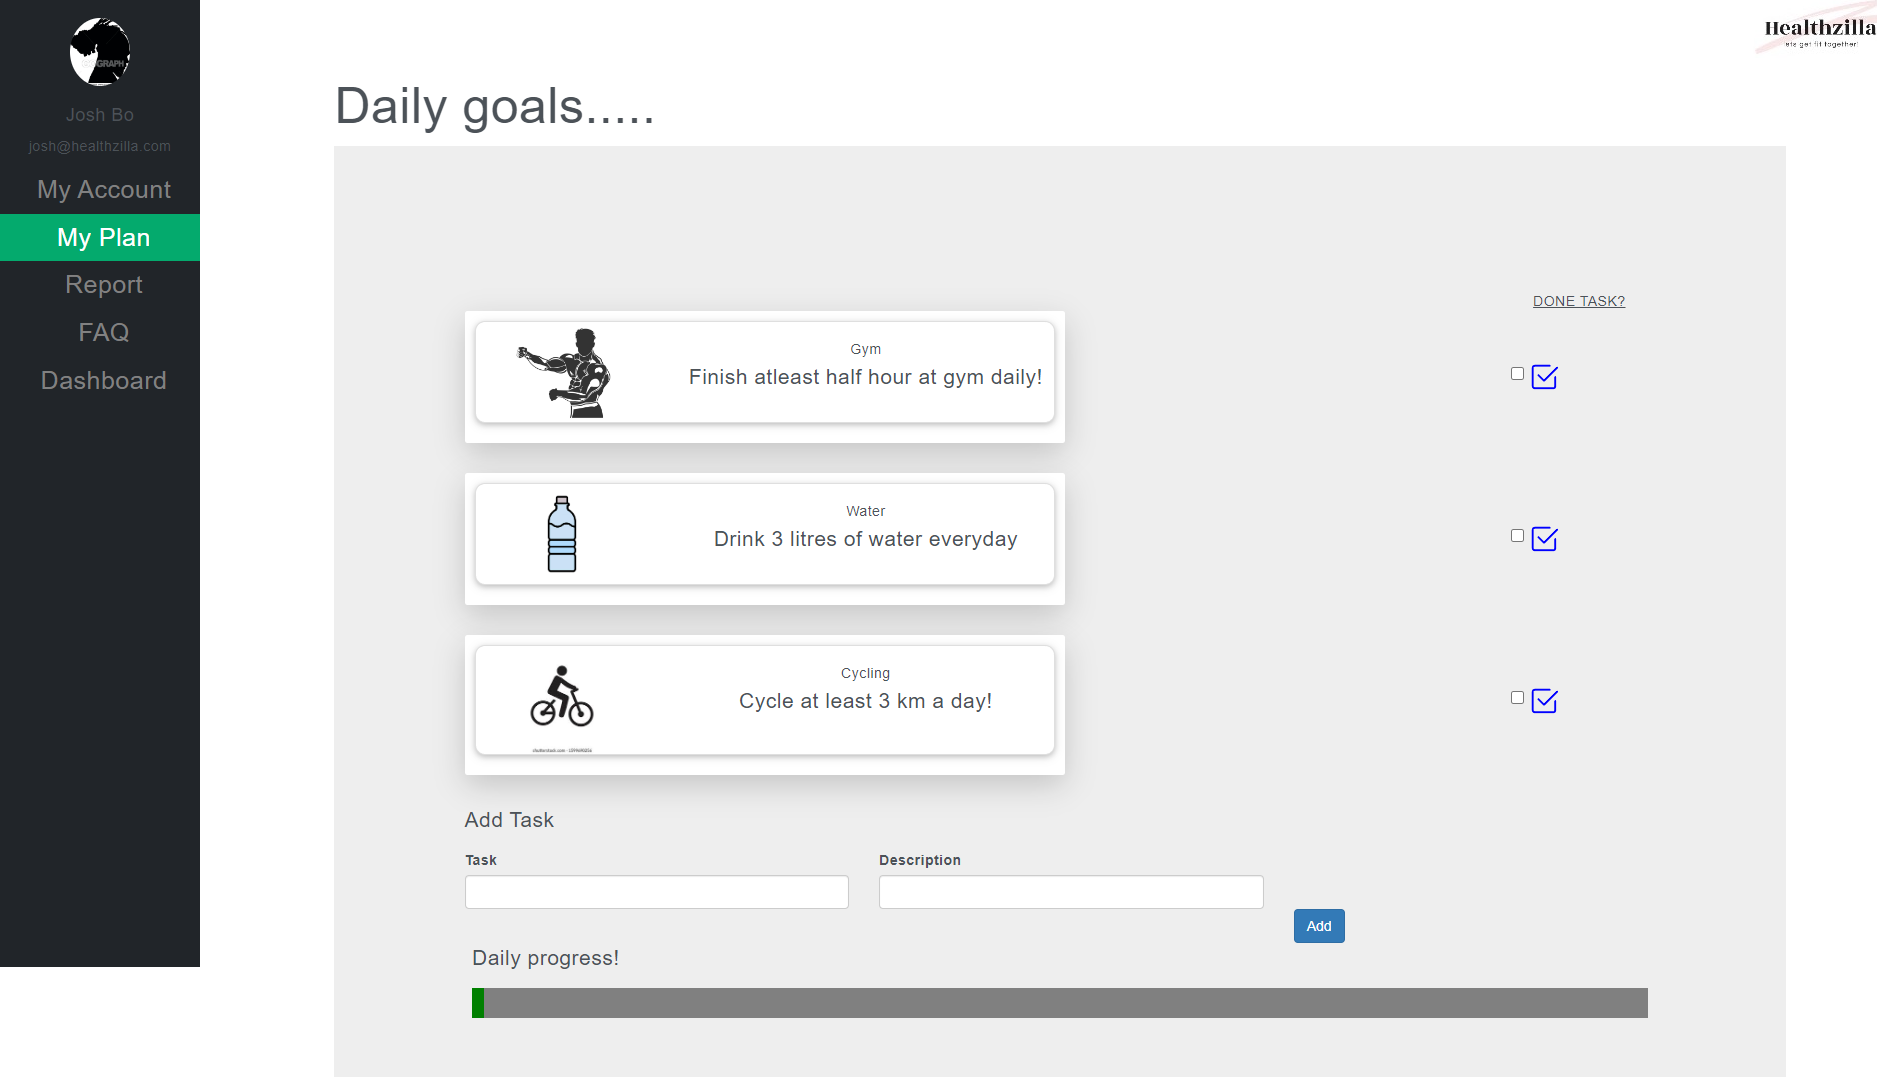 GRAPH
Josh Bo
josh@healthzilla.com
My Account
My Plan
Report
FAQ
Dashboard
Healthzilla
lets get fit together!
Daily goals.....
DONE TASK?
Gym
Finish atleast half hour at gym daily!
Water
Drink 3 litres of water everyday
Cycling
Cycle at least 3 km a day!
Add Task
Task
Description
Add
Daily progress!